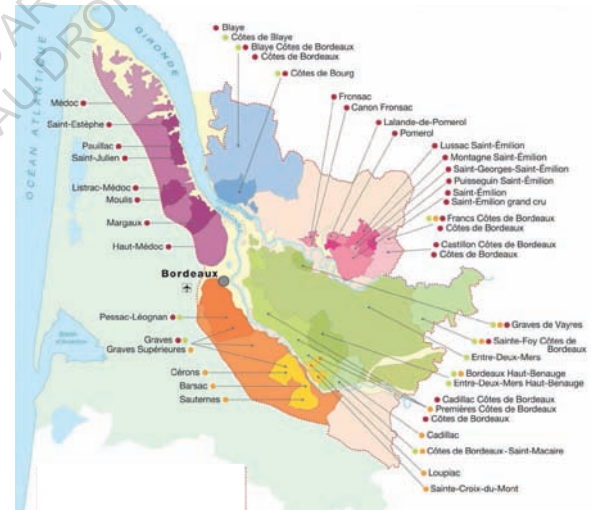 D'AR
AU DROI
OCÉAN ATLANTIQUE
GIRONDE
Médoc
Saint-Estèphe
Pauillac
Saint-Julien
Listrac-Médoc
Moulis
Margaux
Haut-Médoc
Bordeaux
Pessac-Léognan
Graves
Graves Supérieures
Cérons
Barsac
Sauternes
Blaye
Côtes de Blaye
Blaye Côtes de Bordeaux
Côtes de Bordeaux
Côtes de Bourg
Fronsac
Canon Fronsac
Lalande-de-Pomerol
Pomerol
Lussac Saint-Émilion
Montagne Saint-Émilion
Saint-Georges-Saint-Émilion
Puisseguin Saint-Émilion
Saint-Émilion
Saint-Émilion grand cru
Francs Côtes de Bordeaux
Côtes de Bordeaux
Castillon Côtes de Bordeaux
Côtes de Bordeaux
Graves de Vayres
Sainte-Foy Côtes de
Bordeaux
Entre-Deux-Mers
Bordeaux Haut-Benauge
Entre-Deux-Mers Haut-Benauge
Cadillac Côtes de Bordeaux
Premières Côtes de Bordeaux
Côtes de Bordeaux
Cadillac
Côtes de Bordeaux-Saint-Macaire
Loupiac
Sainte-Croix-du-Mont